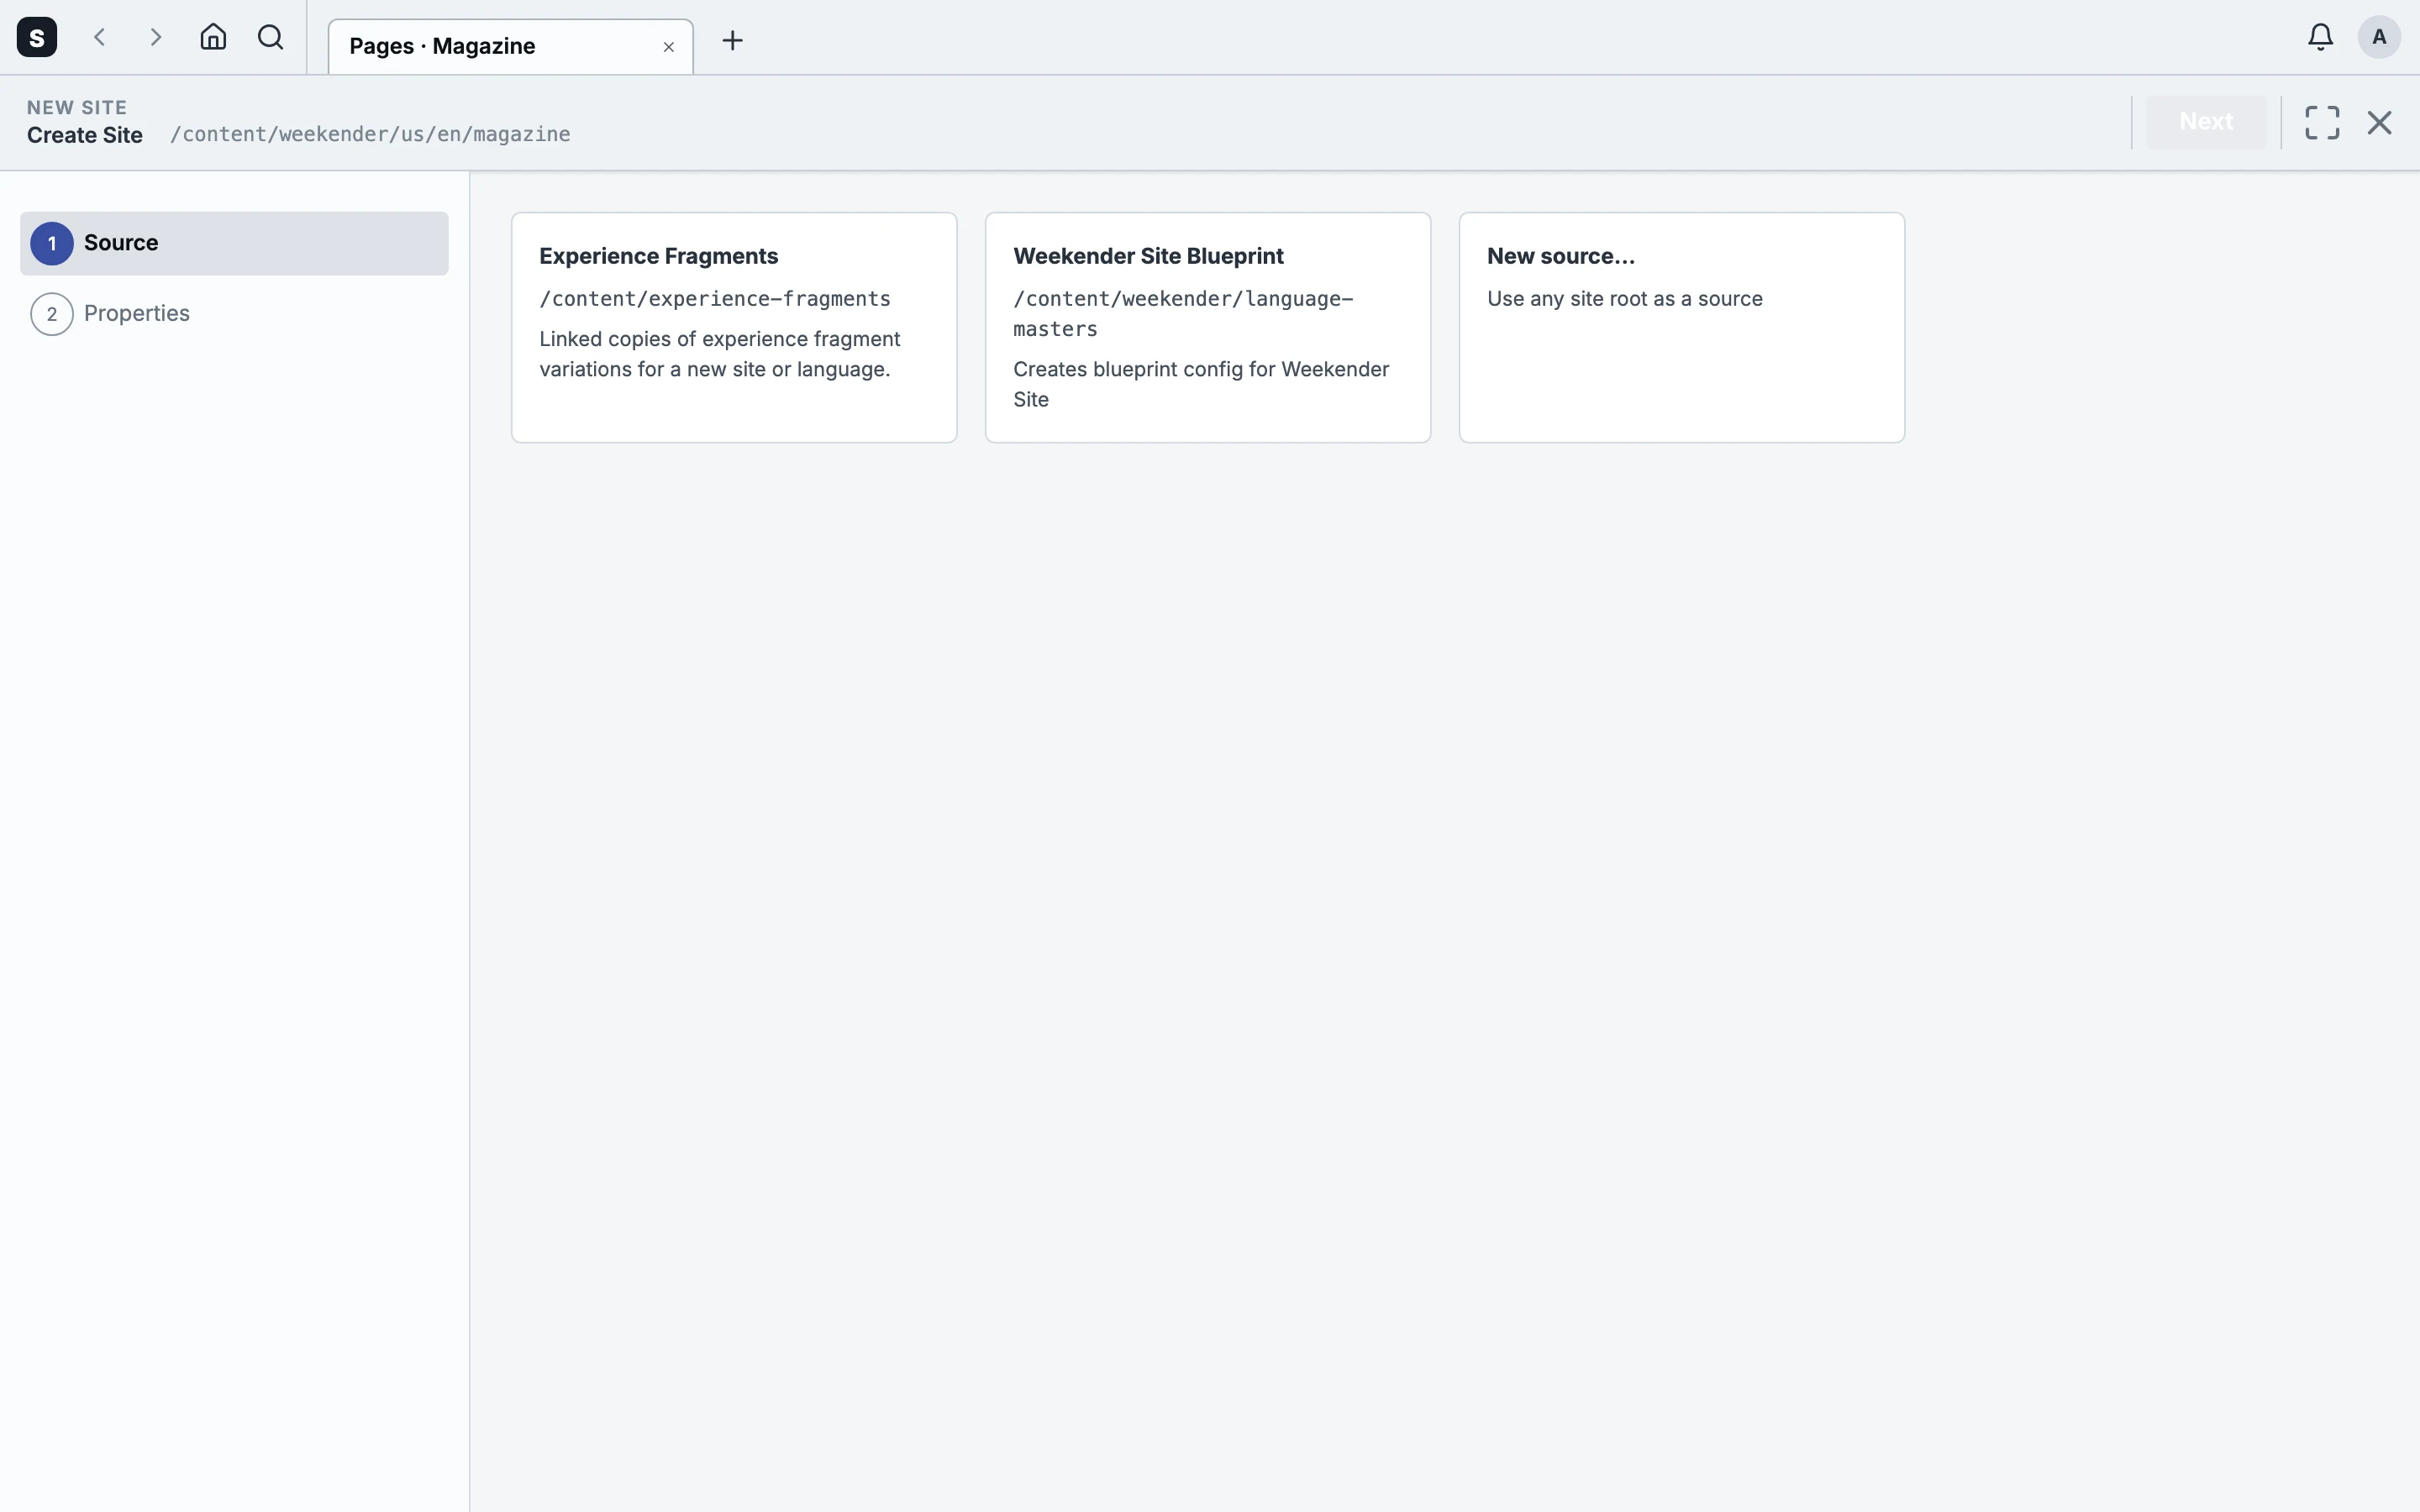 S
Pages · Magazine
A
NEW SITE
Create Site /content/weekender/us/en/magazine
Next
1 Source
2 Properties
Experience Fragments
/content/experience-fragments
Linked copies of experience fragment
variations for a new site or language.
Weekender Site Blueprint
/content/weekender/language-
masters
Creates blueprint config for Weekender
Site
New source...
Use any site root as a source